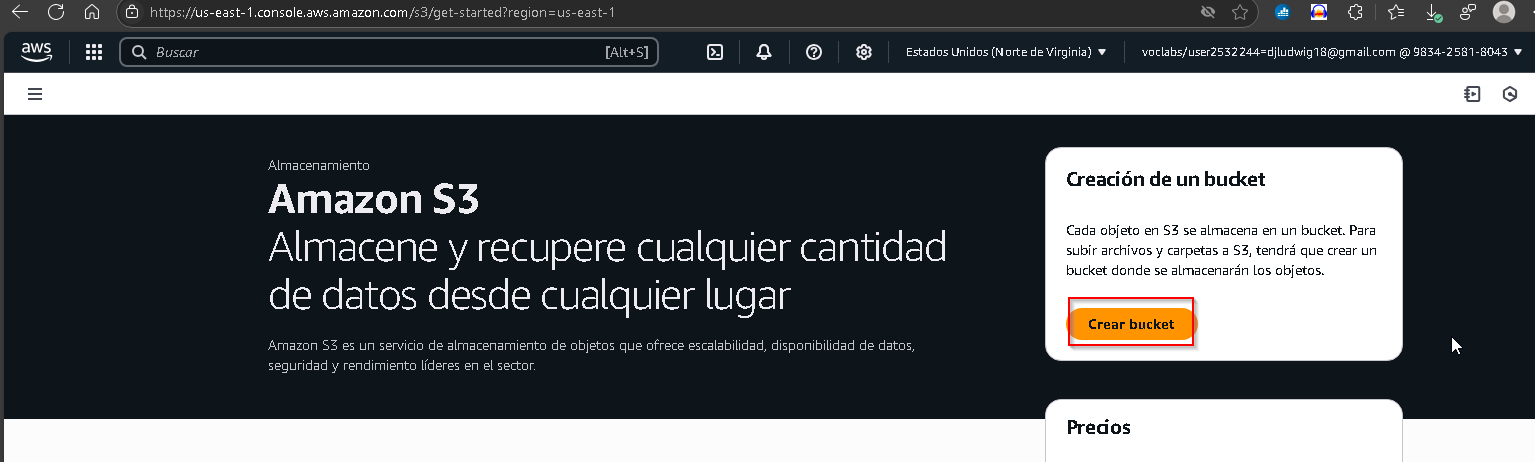 https://us-east-1.console.aws.amazon.com/s3/get-started?region=us-east-1
aws
Buscar
[Alt+S]
Estados Unidos (Norte de Virginia)
voclabs/user2532244=djludwig18@gmail.com @ 9834-2581-8043
Almacenamiento
Amazon S3
Almacene y recupere cualquier cantidad
de datos desde cualquier lugar
Amazon S3 es un servicio de almacenamiento de objetos que ofrece escalabilidad, disponibilidad de datos,
seguridad y rendimiento líderes en el sector.
Creación de un bucket
Cada objeto en S3 se almacena en un bucket. Para
subir archivos y carpetas a S3, tendrá que crear un
bucket donde se almacenarán los objetos.
Crear bucket
Precios